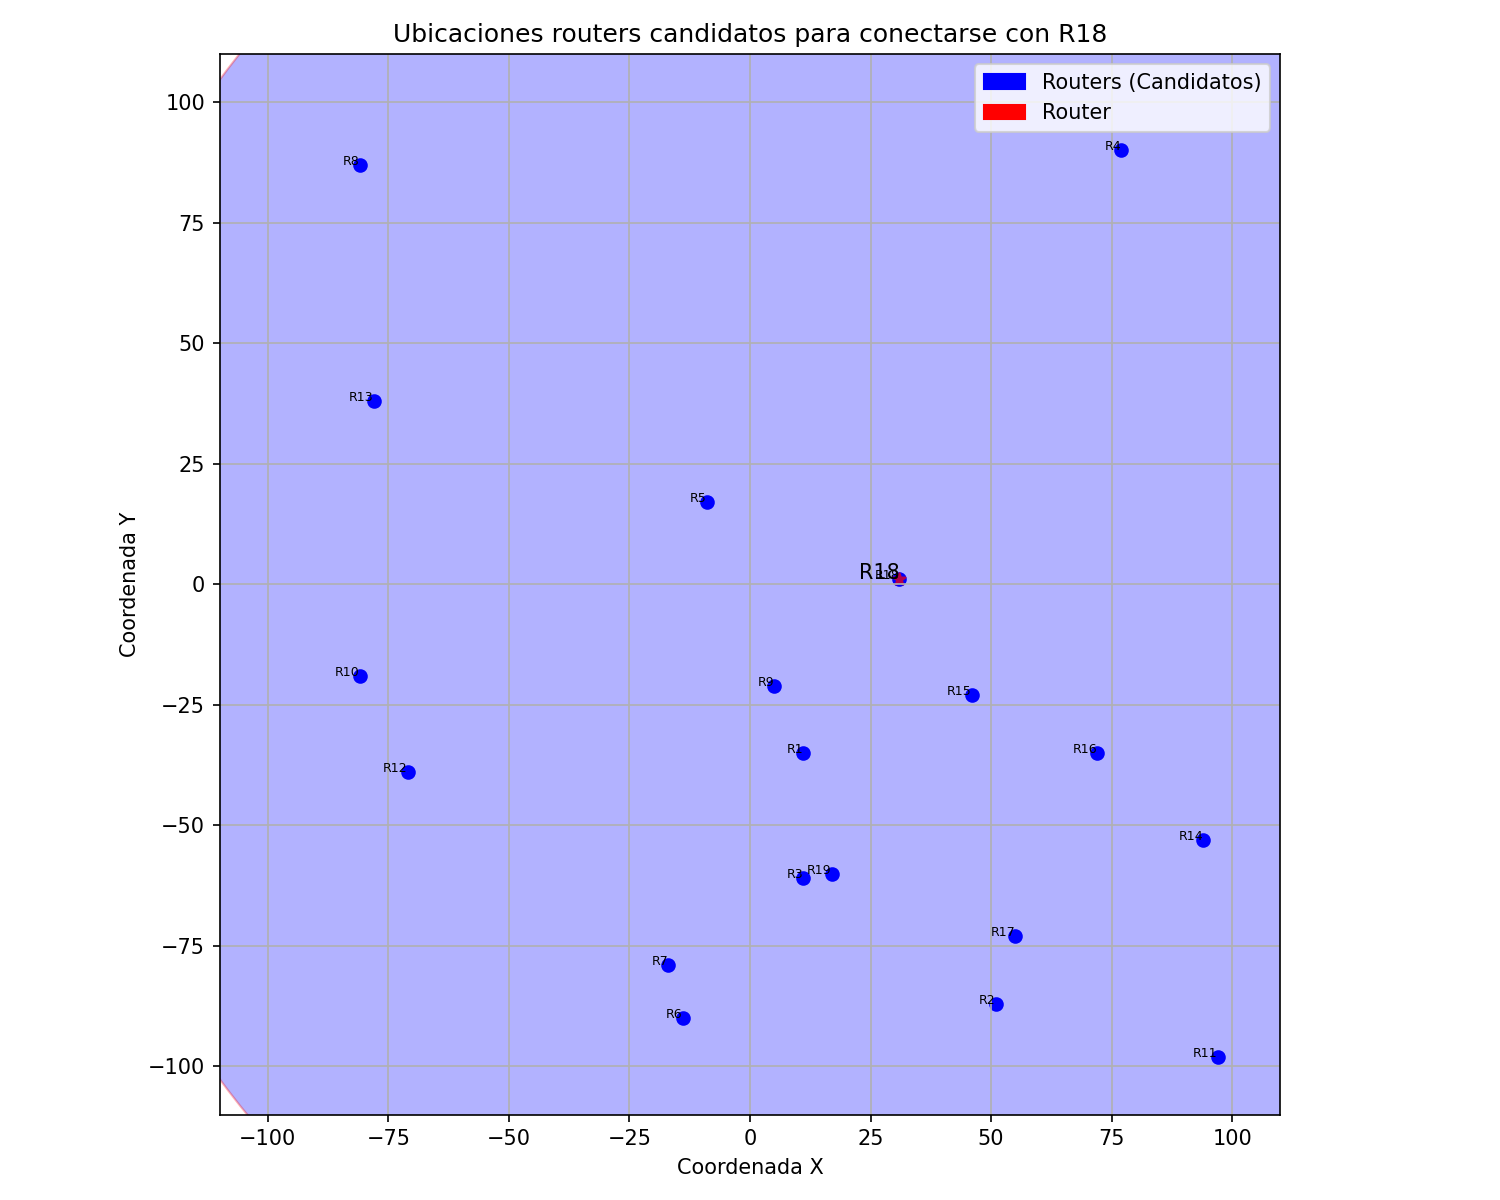 Ubicaciones routers candidatos para conectarse con R18
Routers (Candidatos)
Router
Coordenada Y
100
75
50
25
0
−25
−50
−75
−100
R8
R4
R13
R5
R18
R10
R9
R15
R1
R16
R12
R14
R3
R19
R17
R7
R2
R6
R11
−100
−75
−50
−25
0
25
50
75
100
Coordenada X